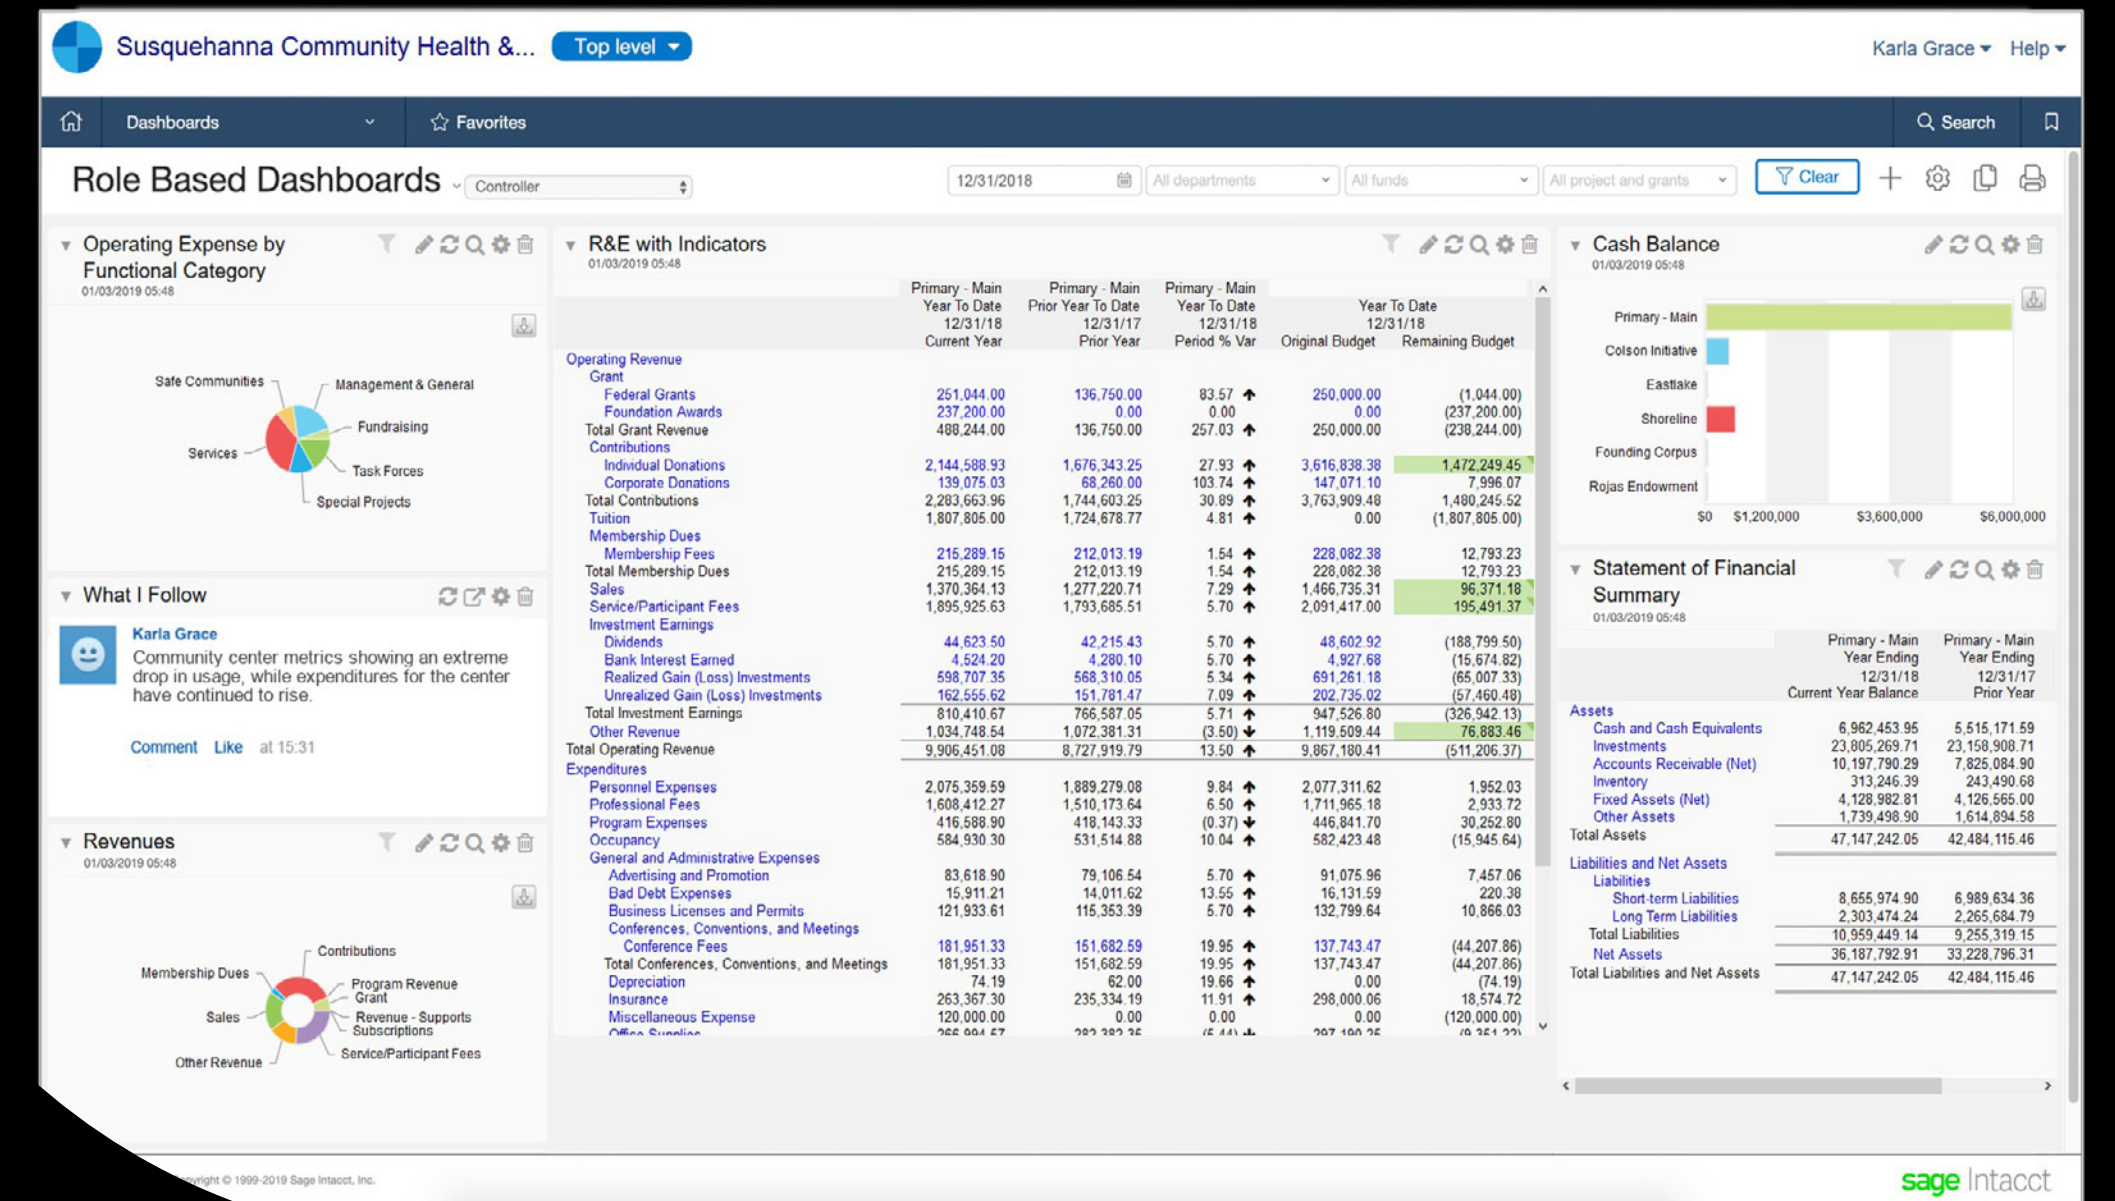 Susquehanna Community Health &...
Top level
Karla Grace
Help
Dashboards
Favorites
Search
Role Based Dashboards
Controller
12/31/2018
All departments
All funds
All project and grants
Clear
Operating Expense by
Functional Category
01/03/2019 05:48
Safe Communities
Management & General
Fundraising
Services
Task Forces
Special Projects
What I Follow
Karla Grace
Community center metrics showing an extreme
drop in usage, while expenditures for the center
have continued to rise.
Comment Like at 15:31
Revenues
01/03/2019 05:48
Contributions
Membership Dues
Program Revenue
Grant
Sales
Revenue - Supports
Subscriptions
Service/Participant Fees
Other Revenue
R&E with Indicators
01/03/2019 05:48
Primary - Main Primary - Main Primary - Main
Year To Date Prior Year To Date Year To Date Year To Date
12/31/18 12/31/17 12/31/18 12/31/18
Current Year Prior Year Period % Var Original Budget Remaining Budget
Operating Revenue
Grant
Federal Grants 251,044.00 136,750.00 83.57 250,000.00 (1,044.00)
Foundation Awards 237,200.00 0.00 0.00 0.00 (237,200.00)
Total Grant Revenue 488,244.00 136,750.00 257.03 250,000.00 (238,244.00)
Contributions
Individual Donations 2,144,588.93 1,676,343.25 27.93 3,616,838.38 1,472,249.45
Corporate Donations 139,075.03 68,260.00 103.74 147,071.10 7,996.07
Total Contributions 2,283,663.96 1,744,603.25 30.89 3,763,909.48 1,480,245.52
Tuition 1,807,805.00 1,724,678.77 4.81 0.00 (1,807,805.00)
Membership Dues
Membership Fees 215,289.15 212,013.19 1.54 228,082.38 12,793.23
Total Membership Dues 215,289.15 212,013.19 1.54 228,082.38 12,793.23
Sales 1,370,364.13 1,277,220.71 7.29 1,466,735.31 96,371.18
Service/Participant Fees 1,895,925.63 1,793,685.51 5.70 2,091,417.00 195,491.37
Investment Earnings
Dividends 44,623.50 42,215.43 5.70 48,602.92 (188,799.50)
Bank Interest Earned 4,524.20 4,280.10 5.70 4,927.68 (15,674.82)
Realized Gain (Loss) Investments 598,707.35 568,310.05 5.34 691,261.18 (65,007.33)
Unrealized Gain (Loss) Investments 162,555.62 151,781.47 7.09 202,735.02 (57,460.48)
Total Investment Earnings 810,410.67 766,587.05 5.71 947,526.80 (326,942.13)
Other Revenue 1,034,748.54 1,072,381.31 (3.50) 1,119,509.44 76,883.46
Total Operating Revenue 9,906,451.08 8,727,919.79 13.50 9,867,180.41 (511,206.37)
Expenditures
Personnel Expenses 2,075,359.59 1,889,279.08 9.84 2,077,311.62 1,952.03
Professional Fees 1,608,412.27 1,510,173.64 6.50 1,711,965.18 2,933.72
Program Expenses 416,588.90 418,143.33 (0.37) 446,841.70 30,252.80
Occupancy 584,930.30 531,514.88 10.04 582,423.48 (15,945.64)
General and Administrative Expenses
Advertising and Promotion 83,618.90 79,106.54 5.70 91,075.96 7,457.06
Bad Debt Expenses 15,911.21 14,011.62 13.55 16,131.59 220.38
Business Licenses and Permits 121,933.61 115,353.39 5.70 132,799.64 10,866.03
Conferences, Conventions, and Meetings
Conference Fees 181,951.33 151,682.59 19.95 137,743.47 (44,207.86)
Total Conferences, Conventions, and Meetings 181,951.33 151,682.59 19.95 137,743.47 (44,207.86)
Depreciation 74.19 62.00 19.66 0.00 (74.19)
Insurance 263,367.30 235,334.19 11.91 298,000.06 18,574.72
Miscellaneous Expense 120,000.00 0.00 0.00 0.00 (120,000.00)
Office Supplies 266,994.57 282,382.35 (5.44) 297,190.25 (9,351.22)
Cash Balance
01/03/2019 05:48
Primary - Main
Colson Initiative
Eastlake
Shoreline
Founding Corpus
Rojas Endowment
$0 $1,200,000 $3,600,000 $6,000,000
Statement of Financial
Summary
01/03/2019 05:48
Primary - Main Primary - Main
Year Ending Year Ending
12/31/18 12/31/17
Current Year Balance Prior Year
Assets
Cash and Cash Equivalents 6,962,453.95 5,515,171.59
Investments 23,805,269.71 23,158,908.71
Accounts Receivable (Net) 10,197,790.29 7,825,084.90
Inventory 313,246.39 243,490.68
Fixed Assets (Net) 4,128,982.81 4,126,565.00
Other Assets 1,739,498.90 1,614,894.58
Total Assets 47,147,242.05 42,484,115.46
Liabilities and Net Assets
Liabilities
Short-term Liabilities 8,655,974.90 6,989,634.36
Long Term Liabilities 2,303,474.24 2,265,684.79
Total Liabilities 10,959,449.14 9,255,319.15
Net Assets 36,187,792.91 33,228,796.31
Total Liabilities and Net Assets 47,147,242.05 42,484,115.46
pyright © 1999-2019 Sage Intacct, Inc.
sage Intacct